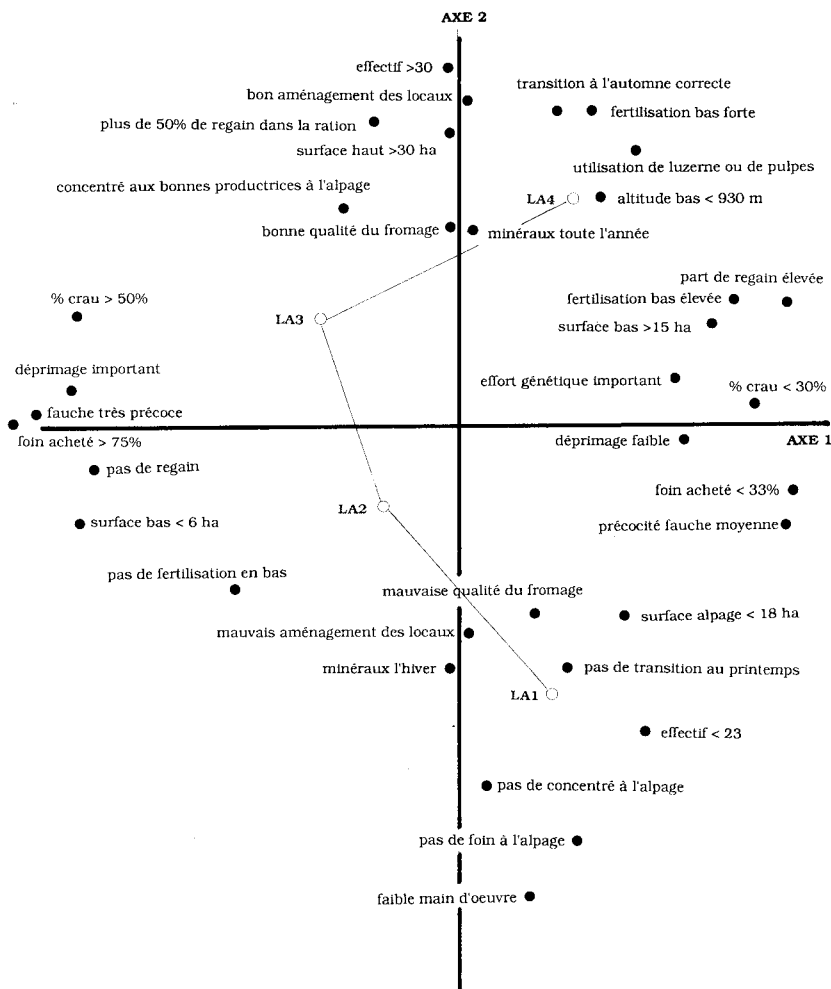 AXE 2
effectif >30
transition à l'automne correcte
bon aménagement des locaux
fertilisation bas forte
plus de 50% de regain dans la ration
surface haut >30 ha
utilisation de luzerne ou de pulpes
concentré aux bonnes productrices à l'alpage
LA4
altitude bas < 930 m
bonne qualité du fromage
minéraux toute l'année
part de regain élevée
% crau > 50%
fertilisation bas élevée
LA3
surface bas >15 ha
déprimage important
effort génétique important
% crau < 30%
fauche très précoce
foin acheté > 75%
déprimage faible
AXE 1
pas de regain
foin acheté < 33%
LA2
surface bas < 6 ha
précocité fauche moyenne
pas de fertilisation en bas
mauvaise qualité du fromage
surface alpage < 18 ha
mauvais aménagement des locaux
minéraux l'hiver
pas de transition au printemps
LA1
effectif < 23
pas de concentré à l'alpage
pas de foin à l'alpage
faible main d'oeuvre